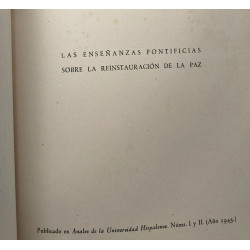 LAS ENSEÑANZAS PONTIFICIAS
SOBRE LA REINSTAURACIÓN DE LA PAZ
Publicado en Anales de la Universidad Hispalense. Núms. I y II. (Año 1945.)